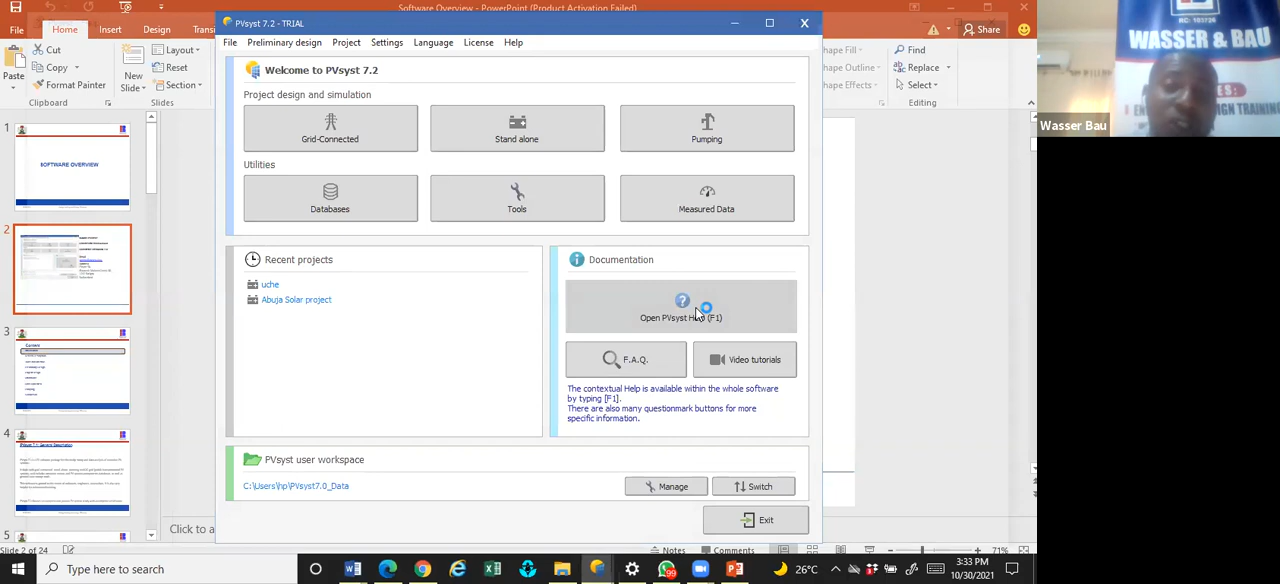 Software Overview - PowerPoint (Product Activation Failed)
File Home Insert Design Transi
Share
Cut
Copy
Format Painter
Paste
Clipboard
New
Slide
Layout
Reset
Section
Slides
Shape Fill
Shape Outline
Shape Effects
Find
Replace
Select
Editing
PVsyst 7.2 - TRIAL
File Preliminary design Project Settings Language License Help
Welcome to PVsyst 7.2
Project design and simulation
Grid-Connected Stand alone Pumping
Utilities
Databases Tools Measured Data
Recent projects
uche
Abuja Solar project
Documentation
Open PVsyst Help (F1)
F.A.Q. Video tutorials
The contextual Help is available within the whole software
by typing [F1].
There are also many questionmark buttons for more
specific information.
PVsyst user workspace
C:\Users\hp\PVsyst7.0_Data
Manage Switch
Exit
1
SOFTWARE OVERVIEW
2
3
Content
4
5
Click to a
Slide 2 of 24
Notes Comments
71%
Type here to search
99
26°C
3:33 PM
10/30/2021
RC: 103726
WASSER & BAU
DESIGN TRAINING
Wasser Bau